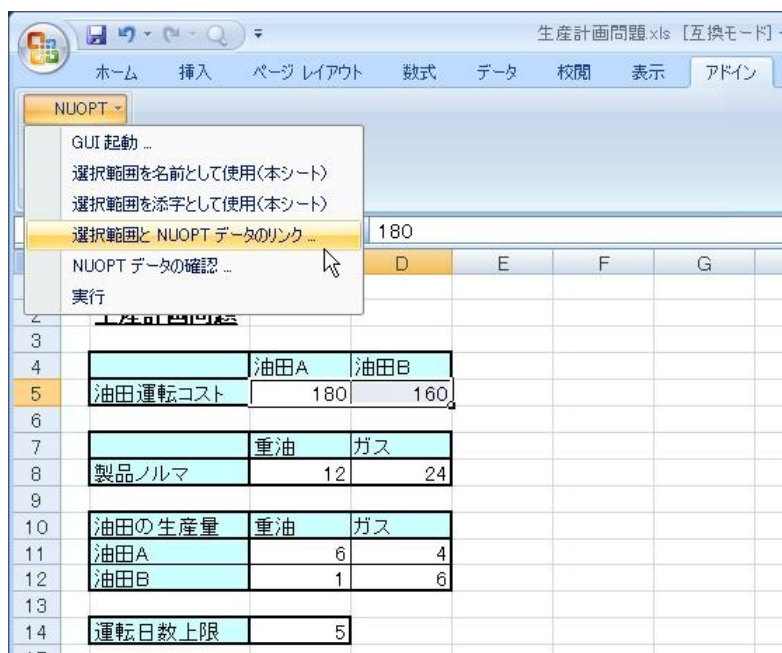 生産計画問題.xls [互換モード] -
ホーム 挿入 ページ レイアウト 数式 データ 校閲 表示 アドイン
NUOPT
GUI 起動 ...
選択範囲を名前として使用(本シート)
選択範囲を添字として使用(本シート)
選択範囲と NUOPT データのリンク ...
NUOPT データの確認 ...
実行
180
D E F G
2 生産計画問題
3
4 油田A 油田B
5 油田運転コスト 180 160
6
7 重油 ガス
8 製品ノルマ 12 24
9
10 油田の生産量 重油 ガス
11 油田A 6 4
12 油田B 1 6
13
14 運転日数上限 5